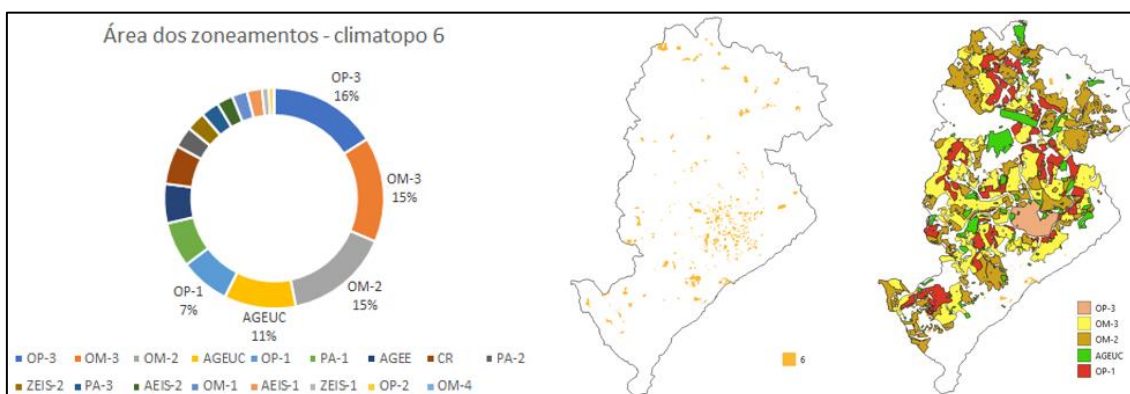 Área dos zoneamentos - climatopo 6
OP-3
16%
OM-3
15%
OM-2
15%
AGEUC
11%
OP-1
7%
OP-3 OM-3 OM-2 AGEUC OP-1 PA-1 AGEE CR PA-2
ZEIS-2 PA-3 AEIS-2 OM-1 AEIS-1 ZEIS-1 OP-2 OM-4
6
OP-3
OM-3
OM-2
AGEUC
OP-1